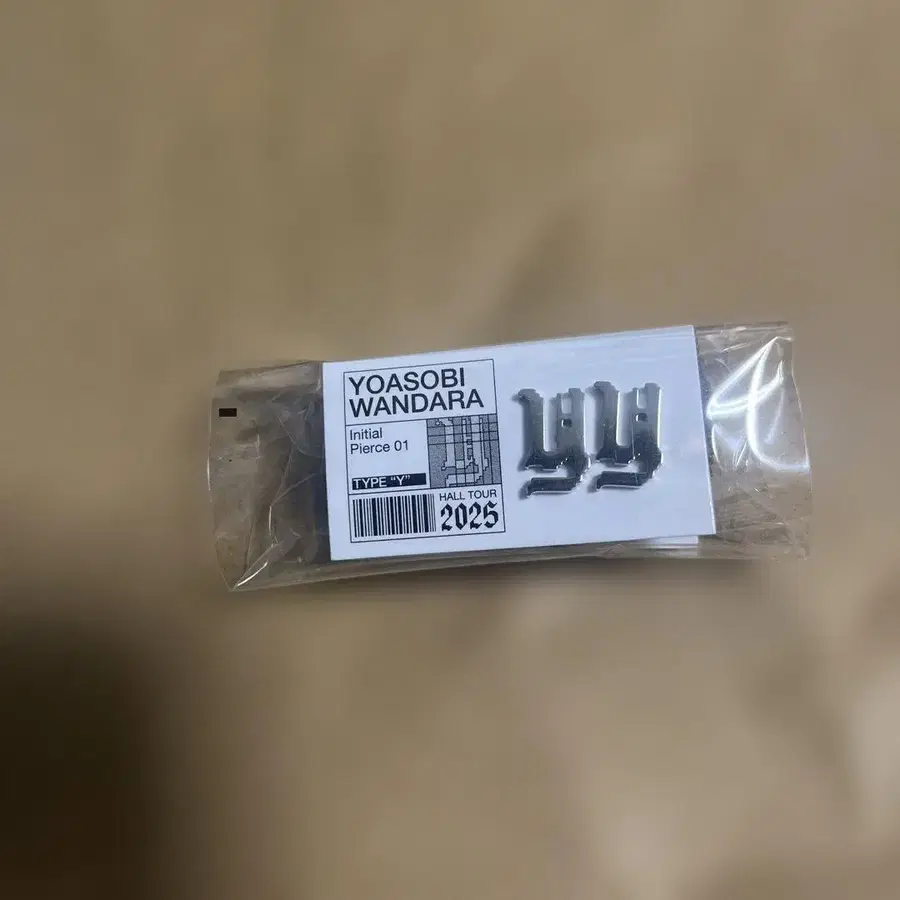 YOASOBI
WANDARA
Initial
Pierce 01
TYPE "Y"
HALL TOUR
2025
y y